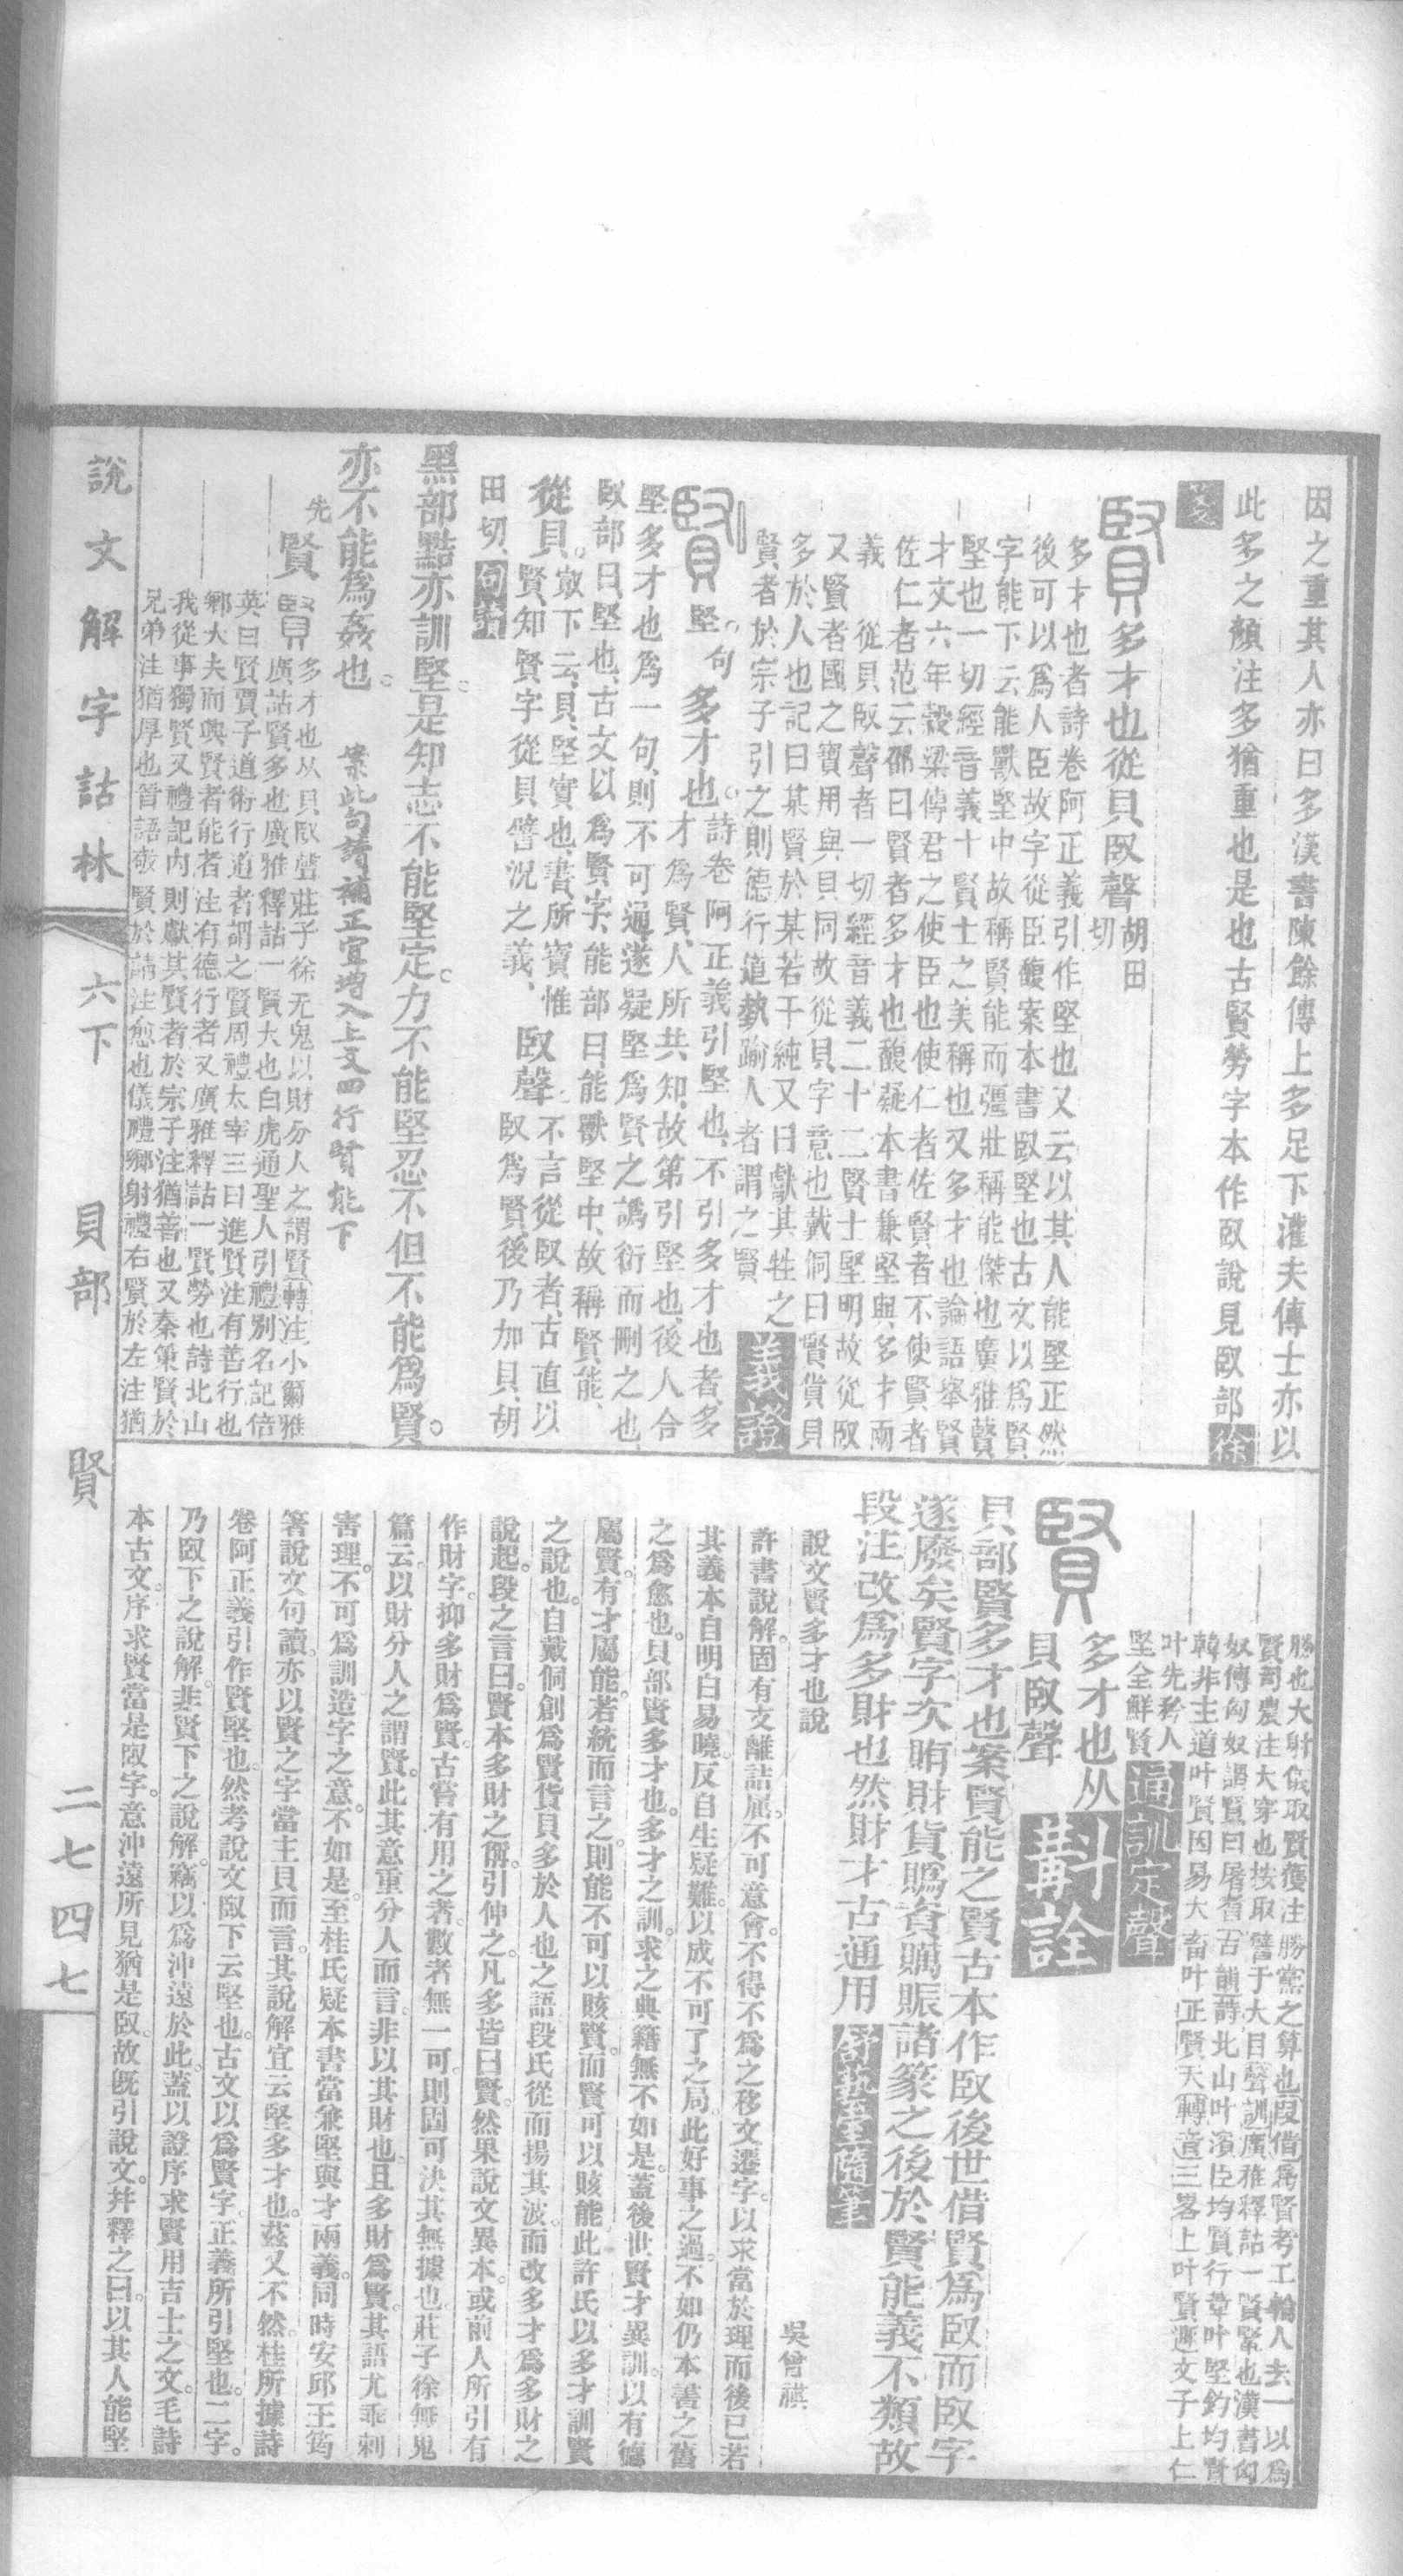 因之重其人亦曰多漢書陳餘傳上多足下灌夫傳士亦以
此多之顏注多猶重也是也古賢勞字本作臤說見臤部徐
箋
賢多才也從貝臤聲胡田
切
多才也者詩卷阿正義引作堅也又云以其人能堅正然
後可以爲人臣故字從臣馥案本書臤堅也古文以爲賢
字能下云能獸堅中故稱賢能而彊壯稱能傑也廣雅賢
堅也一切經音義十賢士之美稱也又多才也論語舉賢
才文六年穀梁傳君之使臣也使仁者佐賢者不使賢者
佐仁者范云邵曰賢者多才也馥疑本書兼堅與多才兩
義 從貝臤聲者一切經音義二十二賢士堅明故從臤
又賢者國之寶用與貝同故從貝字意也戴侗曰賢貨貝
多於人也記曰某賢於某若干純又曰獻其牲之
賢者於宗子引之則德行道埶踰人者謂之賢
義證
賢堅句多才也詩卷阿正義引堅也不引多才也者多
才爲賢人所共知故第引堅也後人合
堅多才也爲一句則不可通遂疑堅爲賢之譌衍而刪之也
臤部曰堅也古文以爲賢字能部曰能獸堅中故稱賢能
從貝㝡下云貝堅實也書所寶惟
賢知賢字從貝譬況之義臤聲不言從臤者古直以
臤爲賢後乃加貝胡
田切句讀
黑部黠亦訓堅是知志不能堅定力不能堅忍不但不能爲賢
亦不能爲姦也 案此句詩補正宜增入上文四行賢能下
先
賢賢多才也从貝臤聲莊子徐无鬼以財分人之謂賢轉注小爾雅
廣詁賢多也廣雅釋詁一賢大也白虎通聖人引禮別名記倍
英曰賢賈子道術行道者謂之賢周禮太宰三曰進賢注有善行也
鄉大夫而興賢者能者注有德行者又廣雅釋詁一賢勞也詩北山
我從事獨賢又禮記內則獻其賢者於宗子注猶善也又秦策賢於
兄弟注猶厚也晉語敬賢於請注愈也儀禮鄉射禮右賢於左注猶
勝也大射儀取賢獲注勝黨之算也叚借爲賢考工輪人去一以爲
賢司農注大穿也按取譬于大目聲訓廣雅釋詁一賢堅也漢書匈
奴傳匈奴謂賢曰屠耆古韻詩北山叶濱臣均賢行葦叶堅鈞均賢
韓非主道叶賢因易大畜叶正賢天轉音三畧上叶賢遯文子上仁
叶先矜人
堅全鮮賢通訓定聲
賢多才也从
貝臤聲斠詮
貝部賢多才也案賢能之賢古本作臤後世借賢爲臤而臤字
遂廢矣賢字次賄財貨䞈資䞈賑諸篆之後於賢能義不類故
段注改爲多財也然財才古通用
說文賢多才也說 吳曾祺
許書說解固有支離詰屈不可意會不得不爲之移文遷字以求當於理而後已若
其義本自明白易曉反自生疑難以成不可了之局此好事之過不如仍本書之舊
之爲愈也貝部賢多才也多才之訓求之典籍無不如是蓋後世賢才異訓以有德
屬賢有才屬能若統而言之則能不可以賅賢而賢可以賅能此許氏以多才訓賢
之說也自戴侗創爲賢貨貝多於人也之語段氏從而揚其波而改多才爲多財之
說起段之言曰賢本多財之稱引伸之凡多皆曰賢然果說文異本或前人所引有
作財字抑多財爲賢古嘗有用之者數者無一可則固可決其無據也莊子徐無鬼
篇云以財分人之謂賢此其意重分人而言非以其財也且多財爲賢其語尤乖剌
害理不可爲訓造字之意不如是至桂氏疑本書當兼堅與才兩義同時安邱王筠
箸說文句讀亦以賢之字當主貝而言其說解宜云堅多才也茲又不然桂所據詩
卷阿正義引作賢堅也然考說文臤下云堅也古文以爲賢字正義所引堅也二字
乃臤下之說解非賢下之說解竊以爲沖遠於此蓋以證序求賢用吉士之文毛詩
本古文序求賢當是臤字意沖遠所見猶是臤故既引說文幷釋之曰以其人能堅
說文解字詁林 六下 貝部 賢 二七四七